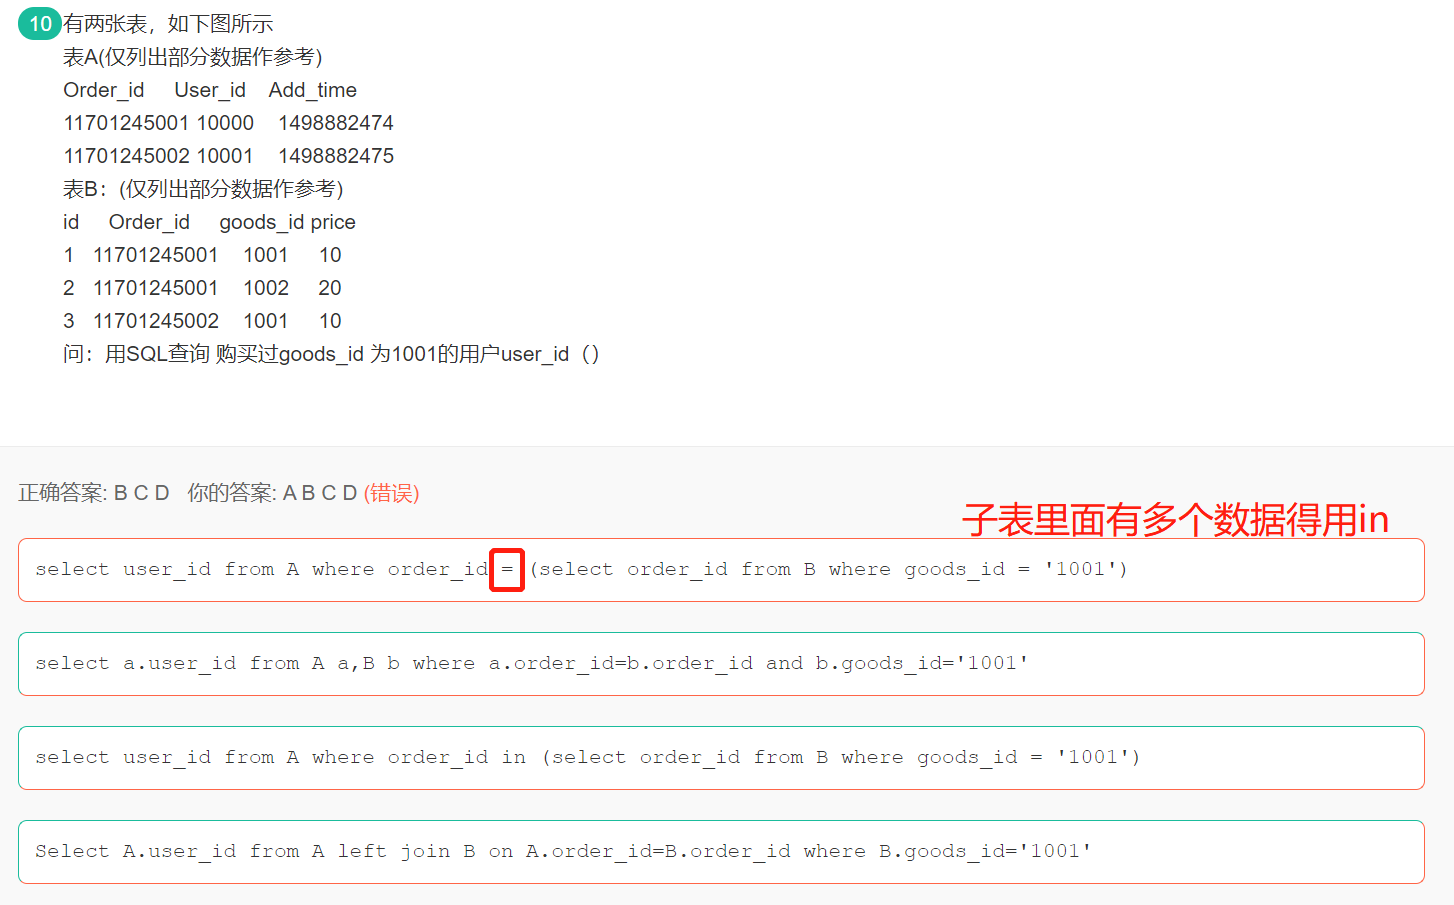 10 有两张表，如下图所示
表A(仅列出部分数据作参考)
Order_id User_id Add_time
11701245001 10000 1498882474
11701245002 10001 1498882475
表B：(仅列出部分数据作参考)
id Order_id goods_id price
1 11701245001 1001 10
2 11701245001 1002 20
3 11701245002 1001 10
问：用SQL查询 购买过goods_id 为1001的用户user_id（）
正确答案: B C D 你的答案: A B C D (错误)
子表里面有多个数据得用in
select user_id from A where order_id = (select order_id from B where goods_id = '1001')
select a.user_id from A a,B b where a.order_id=b.order_id and b.goods_id='1001'
select user_id from A where order_id in (select order_id from B where goods_id = '1001')
Select A.user_id from A left join B on A.order_id=B.order_id where B.goods_id='1001'